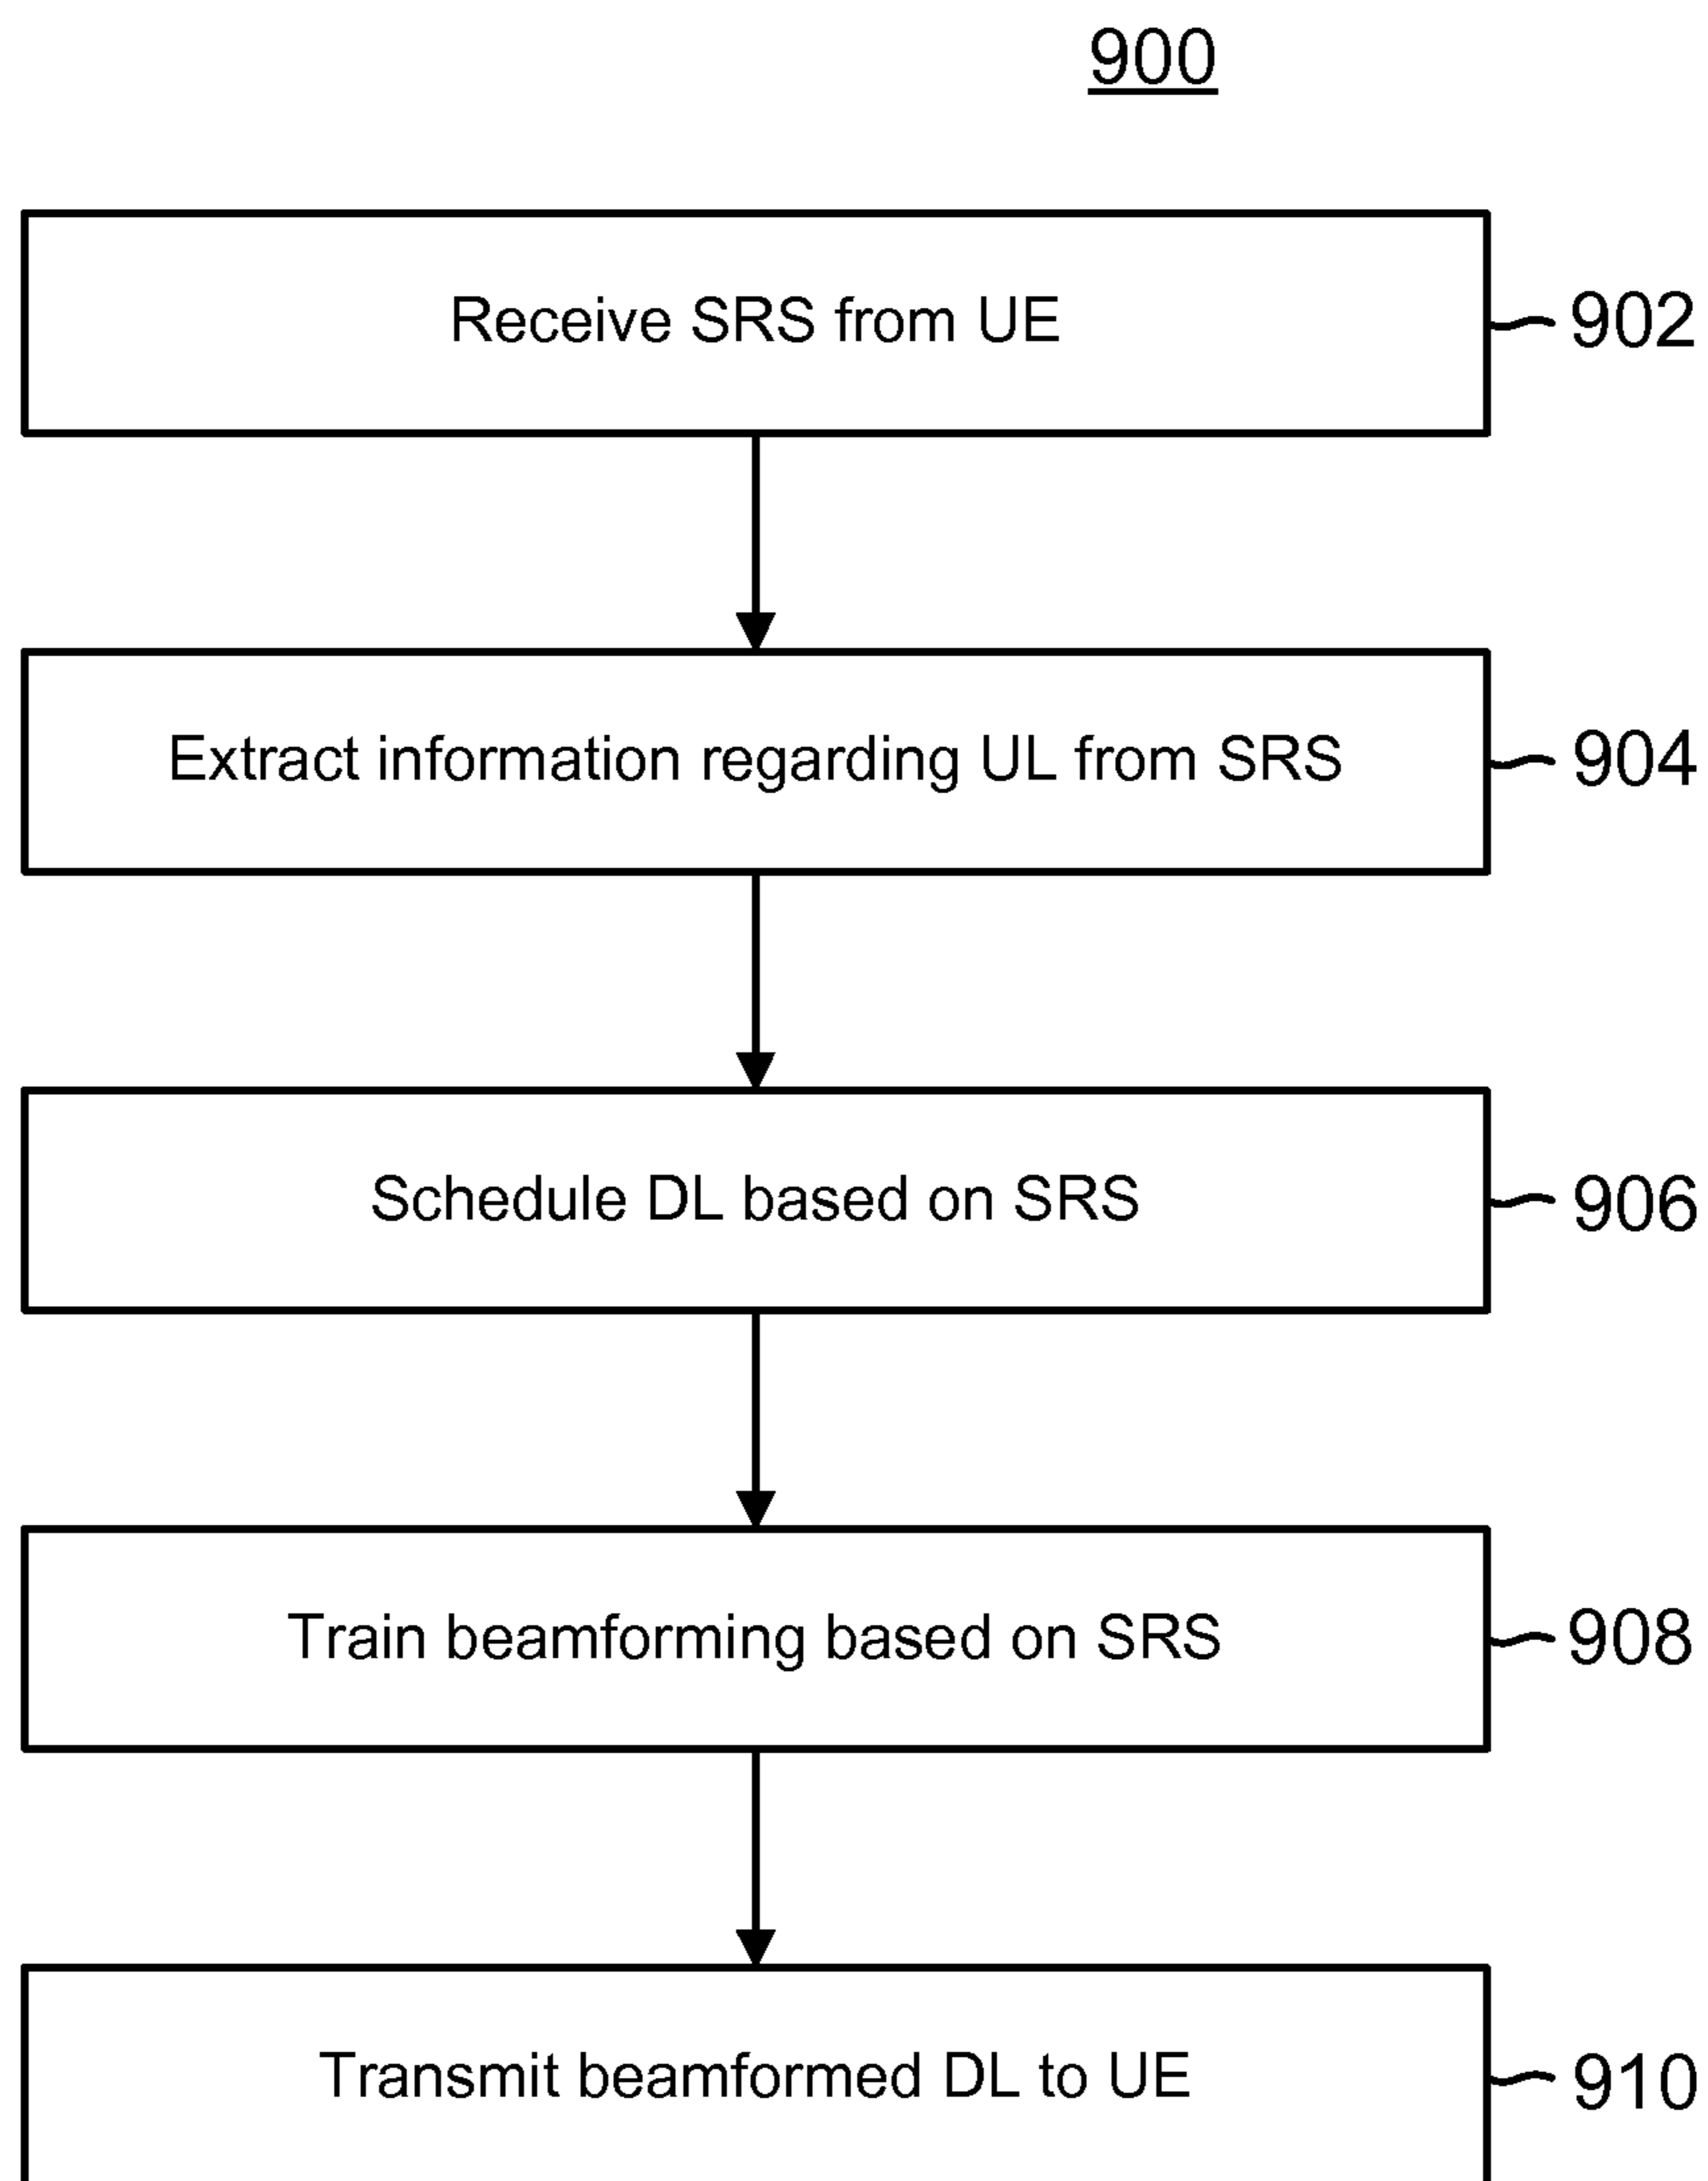 900
Receive SRS from UE
902
Extract information regarding UL from SRS
904
Schedule DL based on SRS
906
Train beamforming based on SRS
908
Transmit beamformed DL to UE
910